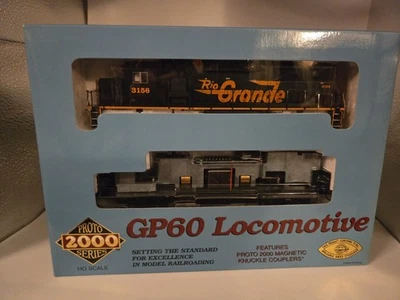 3156
Rio
Grande
PROTO
2000
SERIES
HO SCALE
GP60 Locomotive
SETTING THE STANDARD
FOR EXCELLENCE
IN MODEL RAILROADING
FEATURES
PROTO 2000 MAGNETIC
KNUCKLE COUPLERS